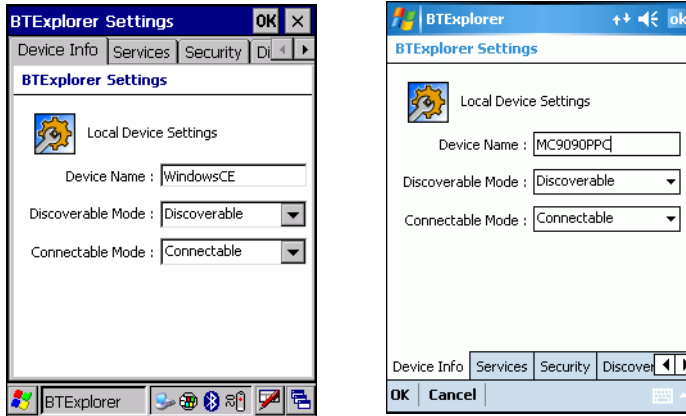 BTExplorer Settings OK
Device Info Services Security Di
BTExplorer Settings
Local Device Settings
Device Name : WindowsCE
Discoverable Mode : Discoverable
Connectable Mode : Connectable
BTExplorer
BTExplorer ok
BTExplorer Settings
Local Device Settings
Device Name : MC9090PPC
Discoverable Mode : Discoverable
Connectable Mode : Connectable
Device Info Services Security Discover
OK Cancel